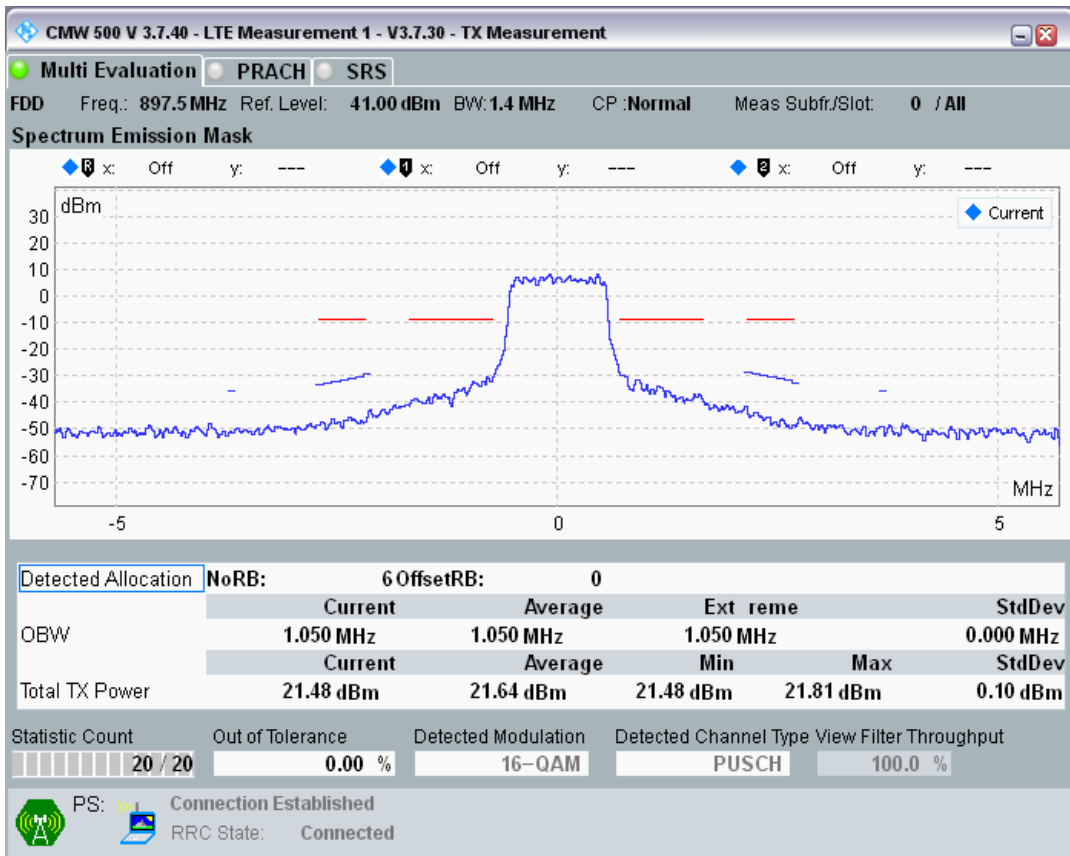 CMW 500 V 3.7.40 - LTE Measurement 1 - V3.7.30 - TX Measurement
Multi Evaluation PRACH SRS
FDD Freq.: 897.5 MHz Ref. Level: 41.00 dBm BW: 1.4 MHz CP :Normal Meas Subfr./Slot: 0 / All
Spectrum Emission Mask
R x: Off y: --- 1 x: Off y: --- 2 x: Off y: ---
dBm
Current
30
20
10
0
-10
-20
-30
-40
-50
-60
-70
MHz
-5 0 5
Detected Allocation NoRB: 6 OffsetRB: 0
Current Average Ext reme StdDev
OBW 1.050 MHz 1.050 MHz 1.050 MHz 0.000 MHz
Current Average Min Max StdDev
Total TX Power 21.48 dBm 21.64 dBm 21.48 dBm 21.81 dBm 0.10 dBm
Statistic Count Out of Tolerance Detected Modulation Detected Channel Type View Filter Throughput
20 / 20 0.00 % 16-QAM PUSCH 100.0 %
PS: Connection Established
RRC State: Connected